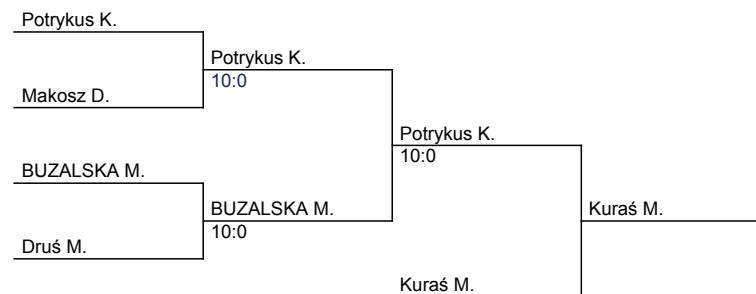 Potrykus K.
Potrykus K.
10:0
Makosz D.
Potrykus K.
10:0
BUZALSKA M.
BUZALSKA M.
10:0
Kuraś M.
Druś M.
Kuraś M.